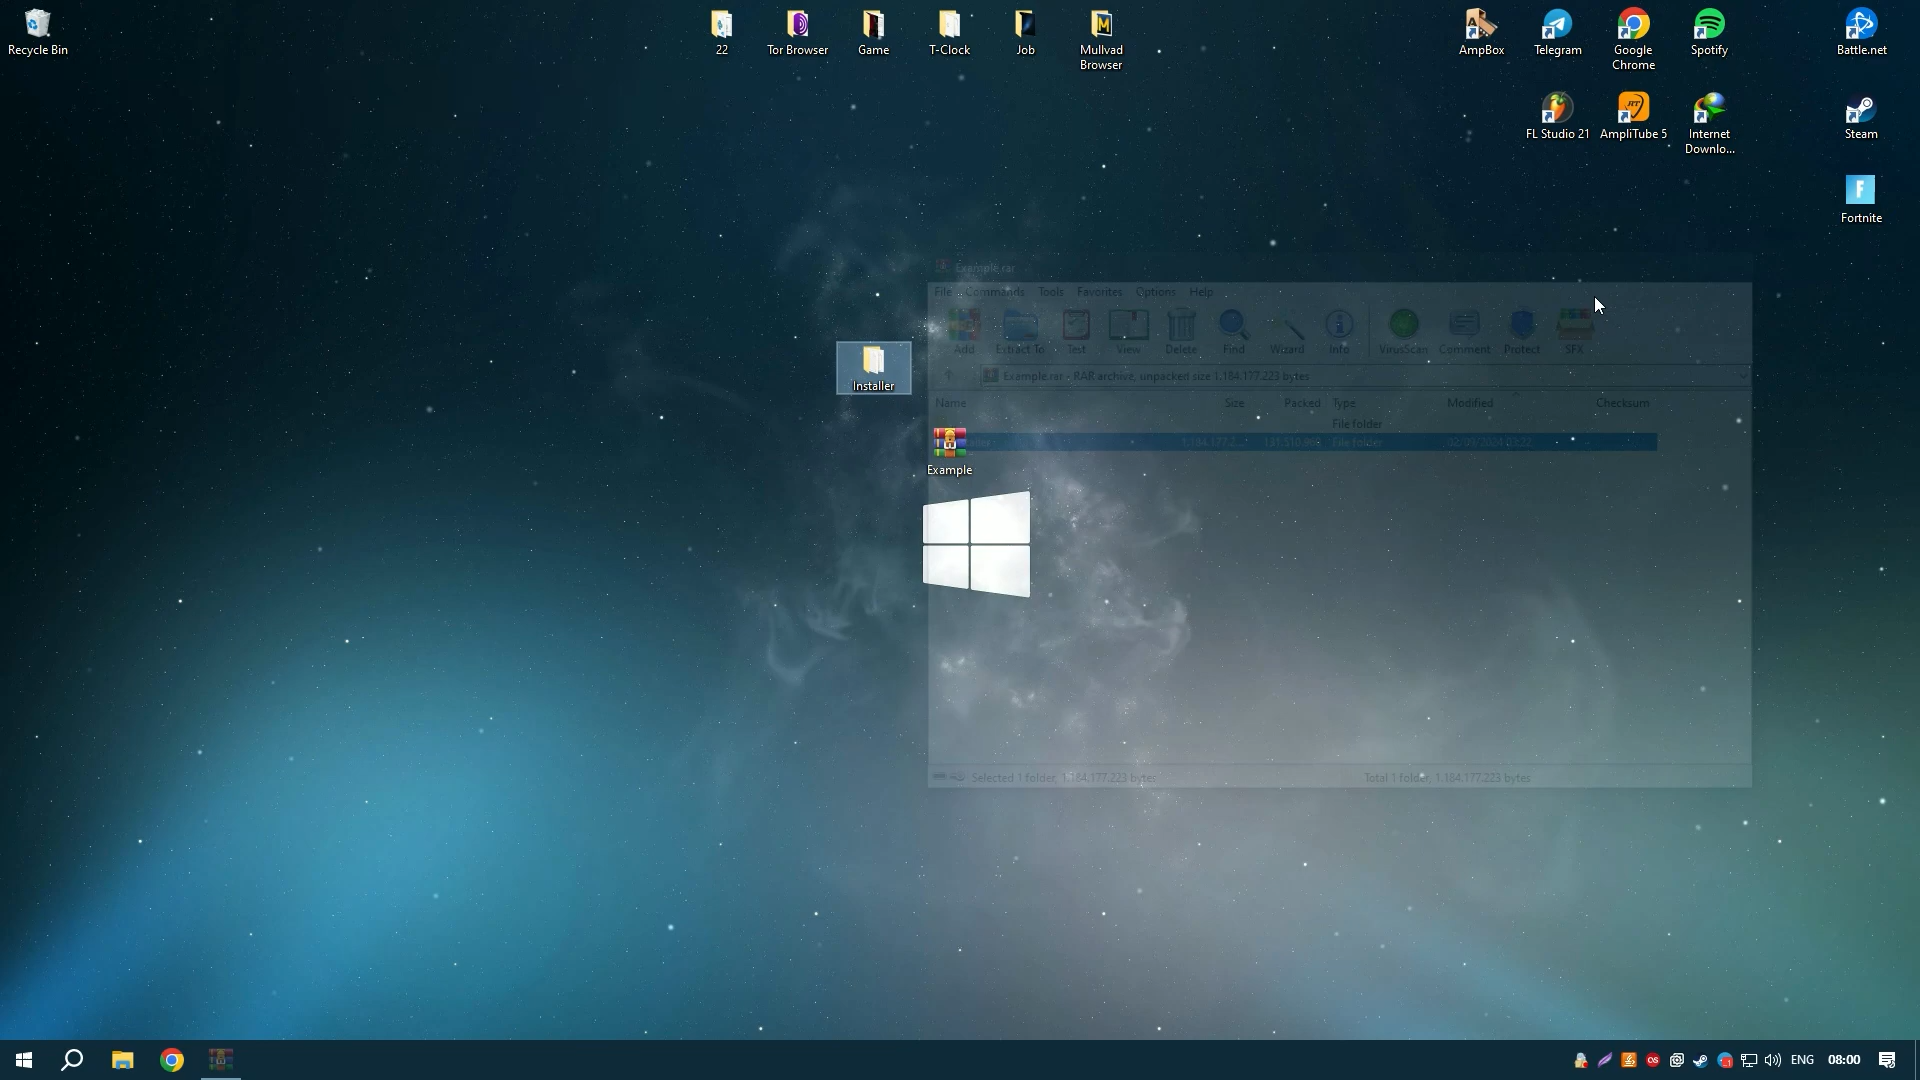 Recycle Bin
22
Tor Browser
Game
T-Clock
Job
Mullvad
Browser
AmpBox
Telegram
Google
Chrome
Spotify
Battle.net
FL Studio 21
AmpliTube 5
Internet
Downlo...
Steam
Fortnite
Installer
Example.rar
File Commands Tools Favorites Options Help
Add Extract To Test View Delete Find Wizard Info VirusScan Comment Protect SFX
Example.rar - RAR archive, unpacked size 1.184.177.223 bytes
Name Size Packed Type Modified Checksum
File folder
File folder
Example
Selected 1 folder, 1.184.177.223 bytes
Total 1 folder, 1.184.177.223 bytes
ENG
08:00